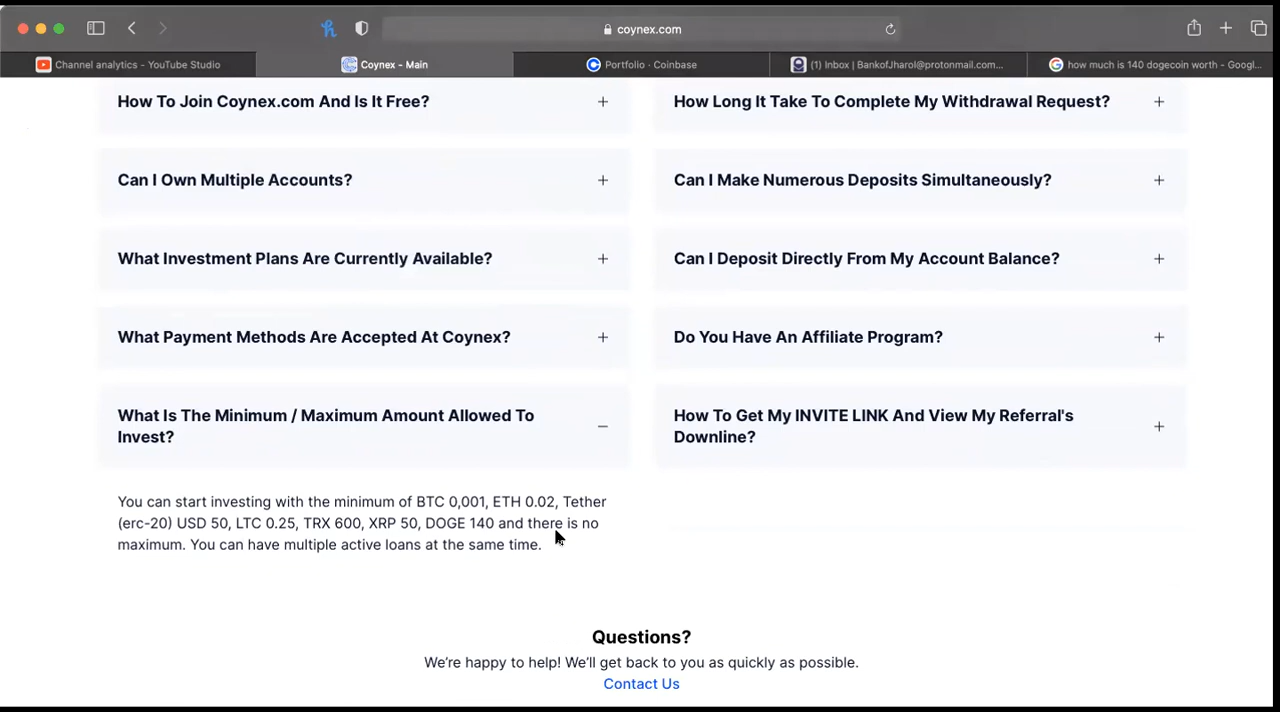 coynex.com
Channel analytics - YouTube Studio
Coynex - Main
Portfolio - Coinbase
(1) Inbox | BankofJharol@protonmail.com...
how much is 140 dogecoin worth - Googl...
How To Join Coynex.com And Is It Free?
How Long It Take To Complete My Withdrawal Request?
Can I Own Multiple Accounts?
Can I Make Numerous Deposits Simultaneously?
What Investment Plans Are Currently Available?
Can I Deposit Directly From My Account Balance?
What Payment Methods Are Accepted At Coynex?
Do You Have An Affiliate Program?
What Is The Minimum / Maximum Amount Allowed To
Invest?
How To Get My INVITE LINK And View My Referral's
Downline?
You can start investing with the minimum of BTC 0,001, ETH 0.02, Tether
(erc-20) USD 50, LTC 0.25, TRX 600, XRP 50, DOGE 140 and there is no
maximum. You can have multiple active loans at the same time.
Questions?
We're happy to help! We'll get back to you as quickly as possible.
Contact Us